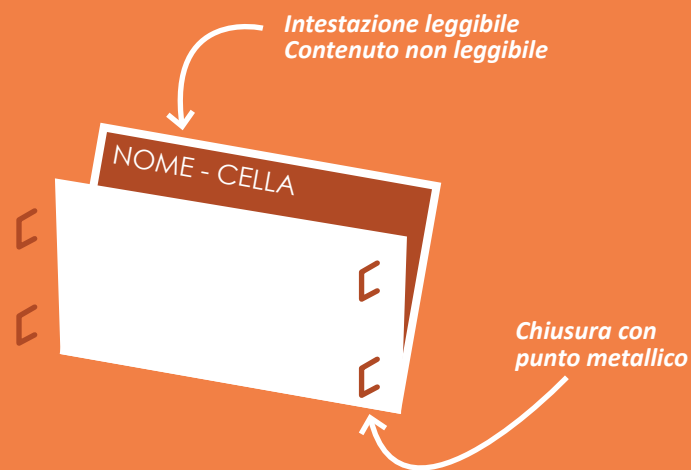 Intestazione leggibile
Contenuto non leggibile
NOME - CELLA
Chiusura con
punto metallico